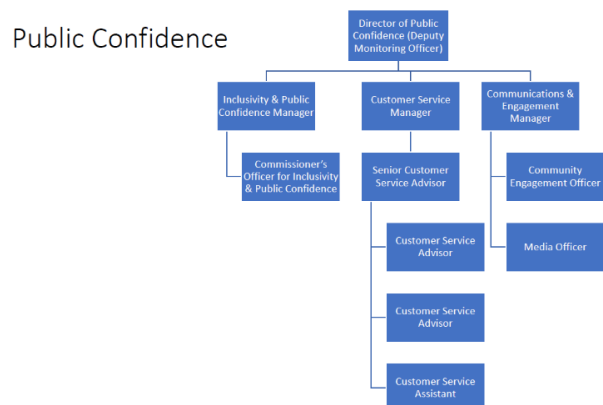 Public Confidence
Director of Public
Confidence (Deputy
Monitoring Officer)
Inclusivity & Public
Confidence Manager
Customer Service
Manager
Communications &
Engagement
Manager
Commissioner's
Officer for Inclusivity
& Public Confidence
Senior Customer
Service Advisor
Community
Engagement Officer
Customer Service
Advisor
Media Officer
Customer Service
Advisor
Customer Service
Assistant